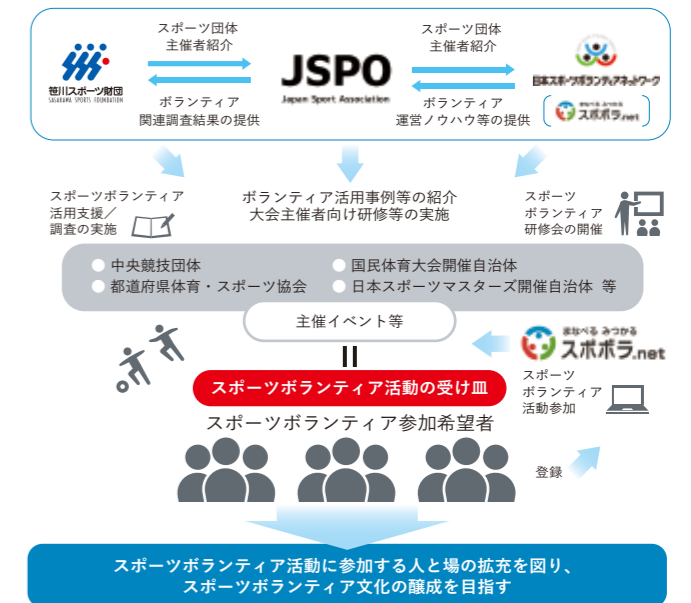 スポーツ団体
主催者紹介
スポーツ団体
主催者紹介
笹川スポーツ財団
SASAKAWA SPORTS FOUNDATION
JSPO
Japan Sport Association
日本スポーツボランティアネットワーク
まなべる みつかる
スポボラ.net
ボランティア
関連調査結果の提供
ボランティア
運営ノウハウ等の提供
スポーツボランティア
活用支援／
調査の実施
ボランティア活用事例等の紹介
大会主催者向け研修等の実施
スポーツ
ボランティア
研修会の開催
中央競技団体
国民体育大会開催自治体
都道府県体育・スポーツ協会
日本スポーツマスターズ開催自治体 等
主催イベント等
まなべる みつかる
スポボラ.net
スポーツボランティア活動の受け皿
スポーツ
ボランティア
活動参加
スポーツボランティア参加希望者
登録
スポーツボランティア活動に参加する人と場の拡充を図り、
スポーツボランティア文化の醸成を目指す